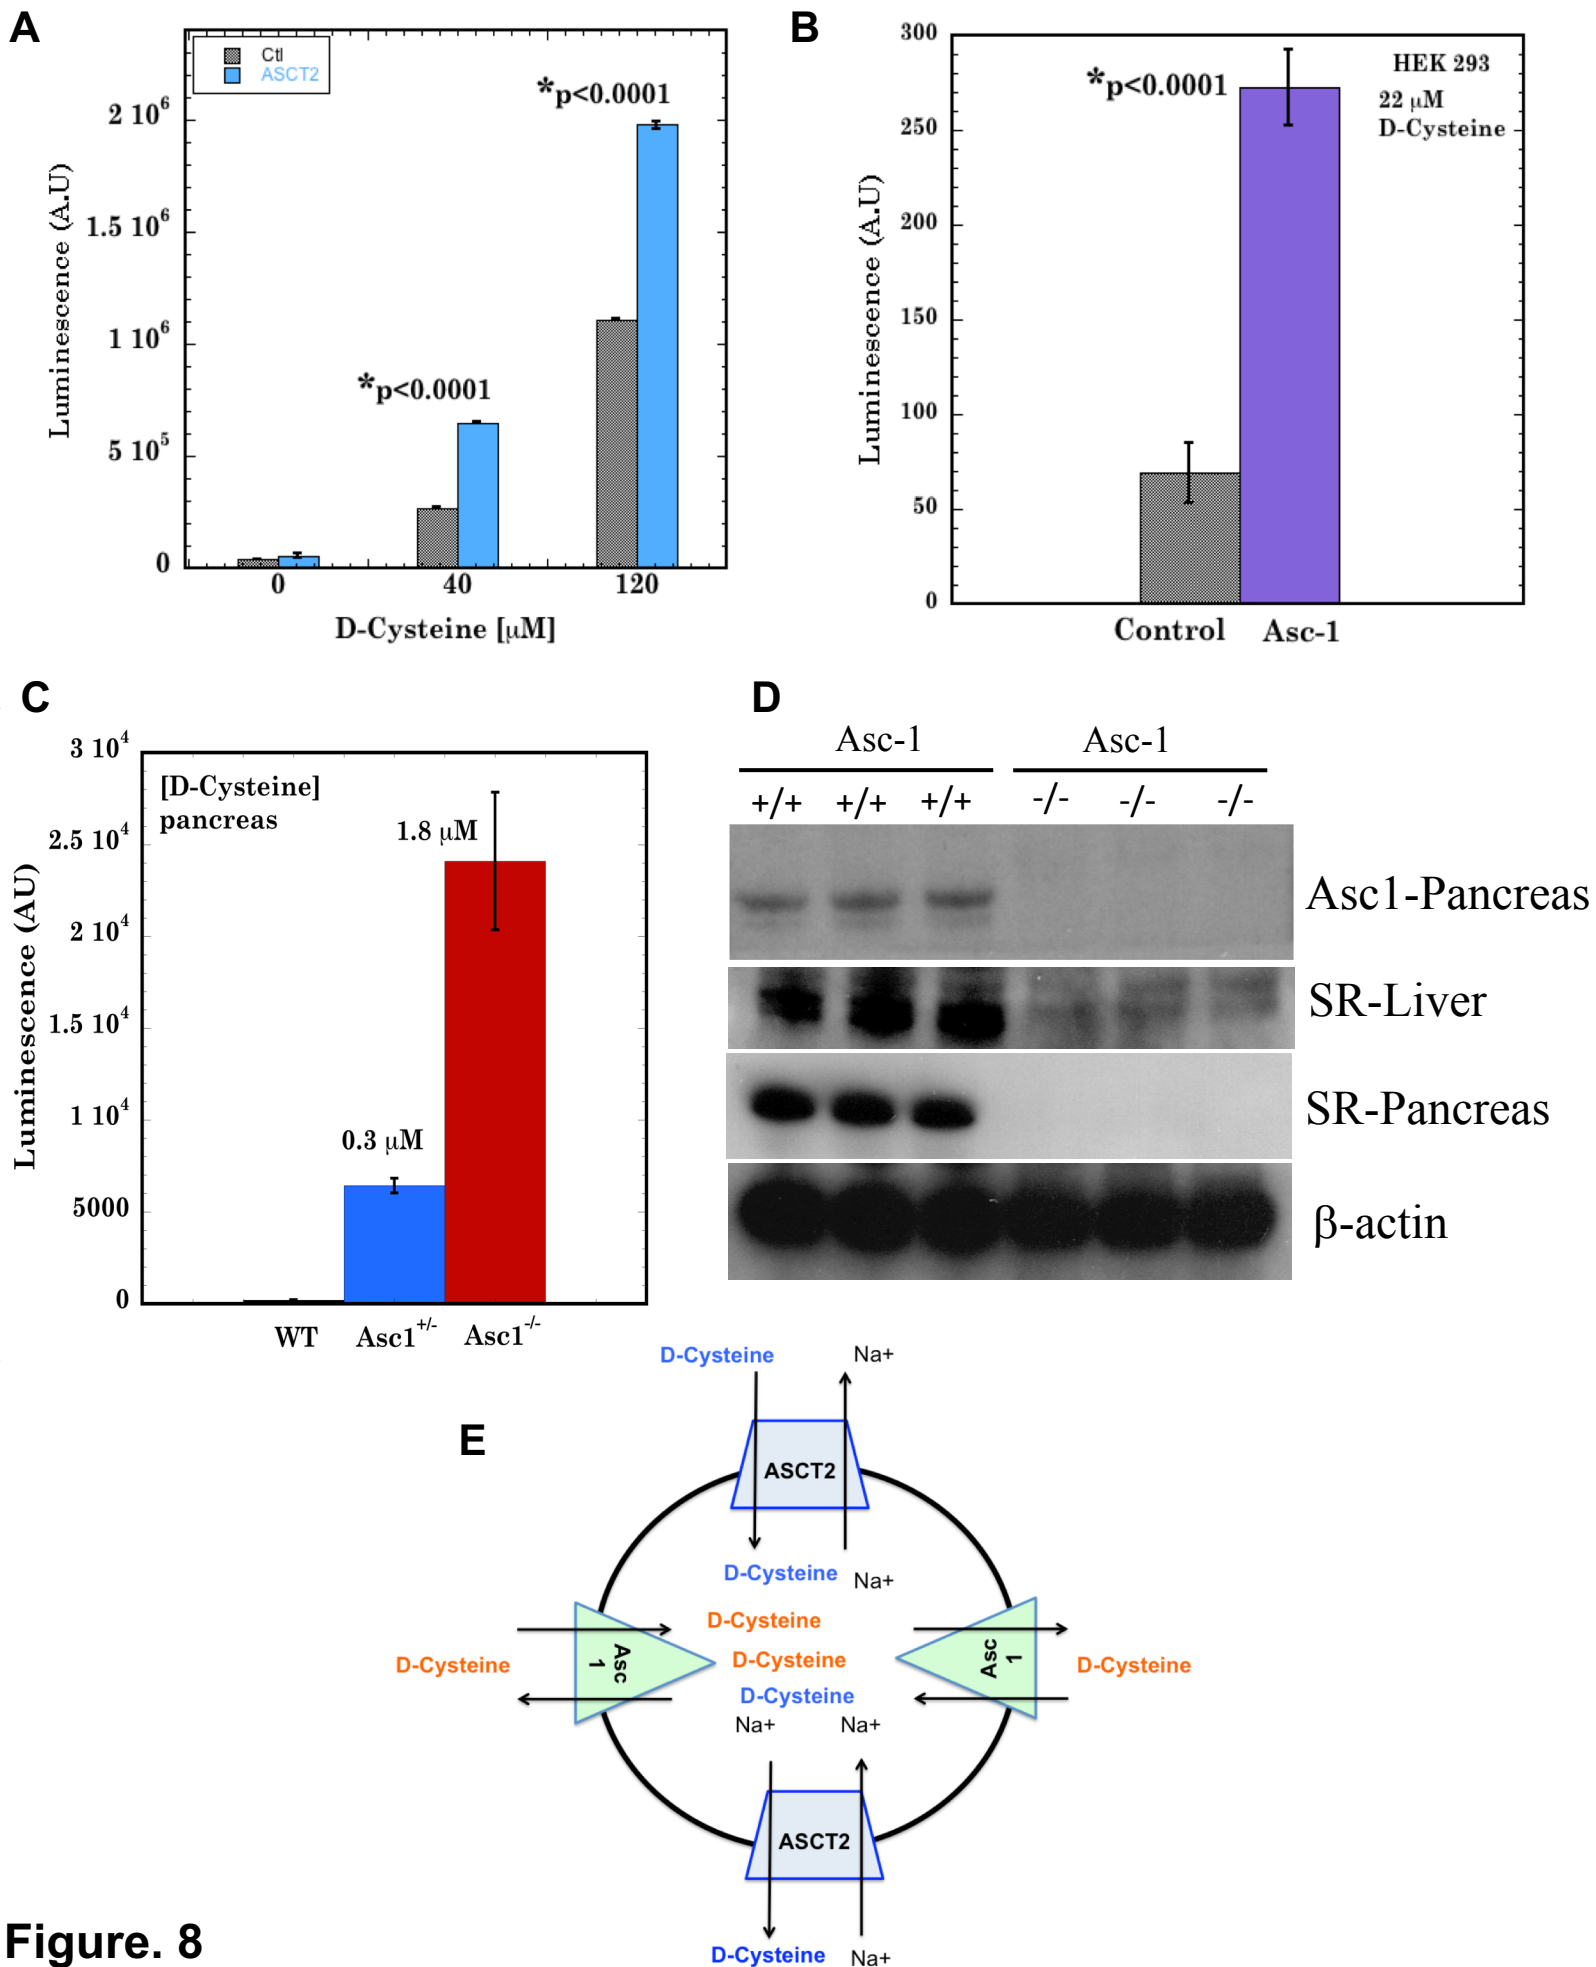 A
Ctl
ASCT2
*p<0.0001
*p<0.0001
2 10^6
1.5 10^6
1 10^6
5 10^5
0
Luminescence (A.U)
0 40 120
D-Cysteine [µM]
B
*p<0.0001
HEK 293
22 µM
D-Cysteine
300
250
200
150
100
50
0
Luminescence (A.U)
Control Asc-1
C
[D-Cysteine]
pancreas
1.8 µM
0.3 µM
3 10^4
2.5 10^4
2 10^4
1.5 10^4
1 10^4
5000
0
Luminescence (AU)
WT Asc1^+/- Asc1^-/-
D
Asc-1 Asc-1
+/+ +/+ +/+ -/- -/- -/-
Asc1-Pancreas
SR-Liver
SR-Pancreas
β-actin
E
D-Cysteine Na+
ASCT2
D-Cysteine Na+
D-Cysteine
D-Cysteine Asc 1 D-Cysteine Asc 1 D-Cysteine
D-Cysteine
Na+ Na+
ASCT2
D-Cysteine Na+
Figure. 8